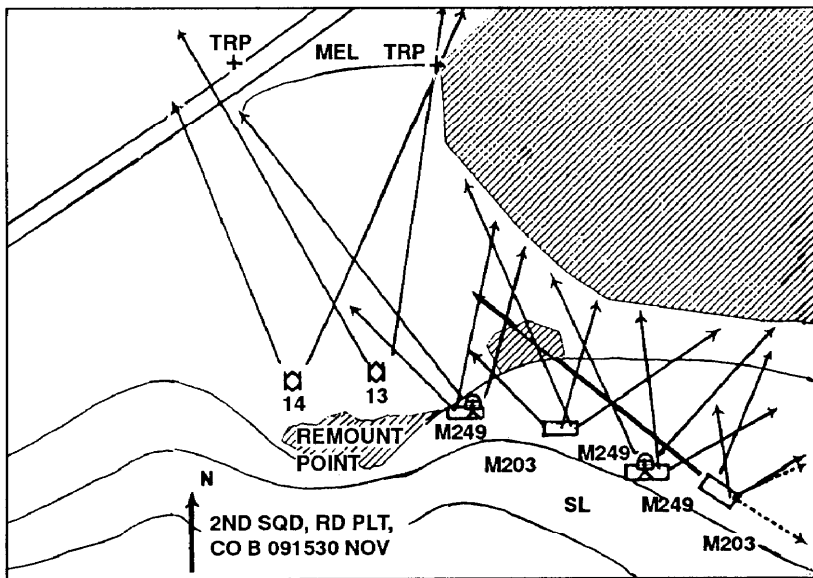 TRP
MEL TRP
14
13
M249
REMOUNT
POINT
M203
M249
N
SL
M249
M203
2ND SQD, RD PLT,
CO B 091530 NOV